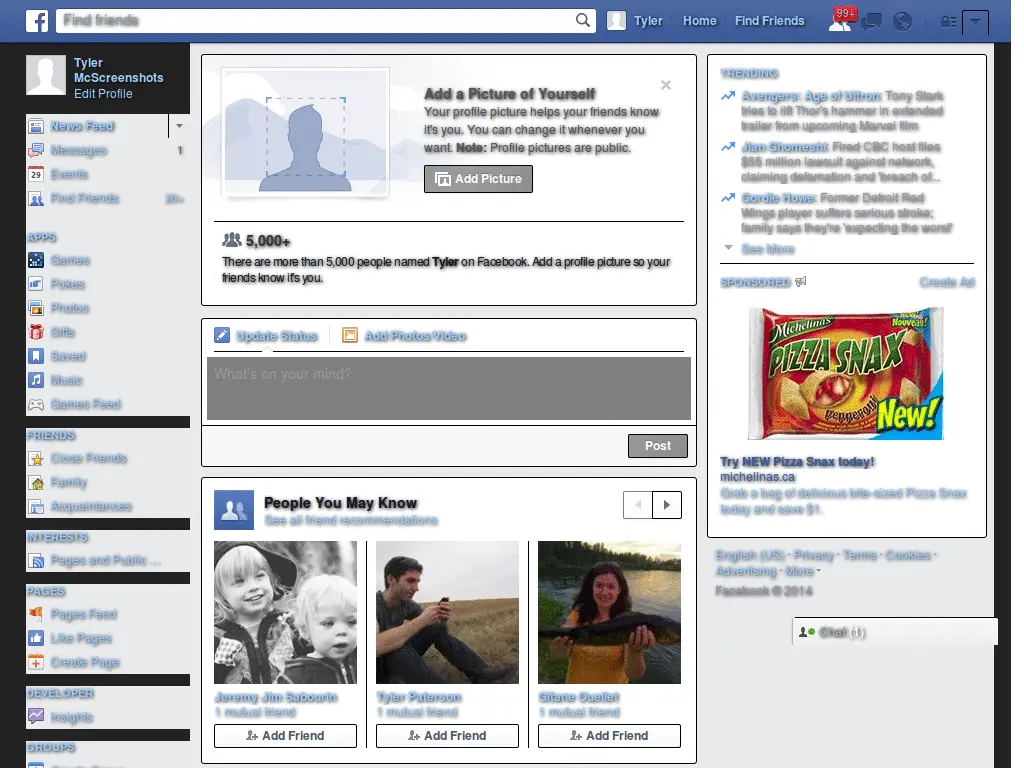 Find friends
Tyler
Home
Find Friends
99+
Tyler
McScreenshots
Edit Profile
News Feed
Messages
1
29
Events
Find Friends
20+
APPS
Games
Pokes
Photos
Gifts
Saved
Music
Games Feed
FRIENDS
Close Friends
Family
Acquaintances
INTERESTS
Pages and Public ...
PAGES
Pages Feed
Like Pages
Create Page
DEVELOPER
Insights
GROUPS
Add a Picture of Yourself
Your profile picture helps your friends know
it's you. You can change it whenever you
want. Note: Profile pictures are public.
Add Picture
5,000+
There are more than 5,000 people named Tyler on Facebook. Add a profile picture so your
friends know it's you.
Update Status
Add Photos/Video
What's on your mind?
Post
People You May Know
See all friend recommendations
Jeremy Jim Sabourin
1 mutual friend
Add Friend
Tyler Paterson
1 mutual friend
Add Friend
Gitane Ouellet
1 mutual friend
Add Friend
TRENDING
Avengers: Age of Ultron: Tony Stark
tries to lift Thor's hammer in extended
trailer from upcoming Marvel film
Jian Ghomeshi: Fired CBC host files
$55 million lawsuit against network,
claiming defamation and 'breach of...
Gordie Howe: Former Detroit Red
Wings player suffers serious stroke;
family says they're 'expecting the worst'
See More
SPONSORED
Create Ad
Michelina's
Nouveau!
PIZZA SNAX
pepperoni
New!
Try NEW Pizza Snax today!
michelinas.ca
Grab a bag of delicious bite-sized Pizza Snax
today and save $1.
English (US) · Privacy · Terms · Cookies ·
Advertising · More
Facebook © 2014
Chat (1)